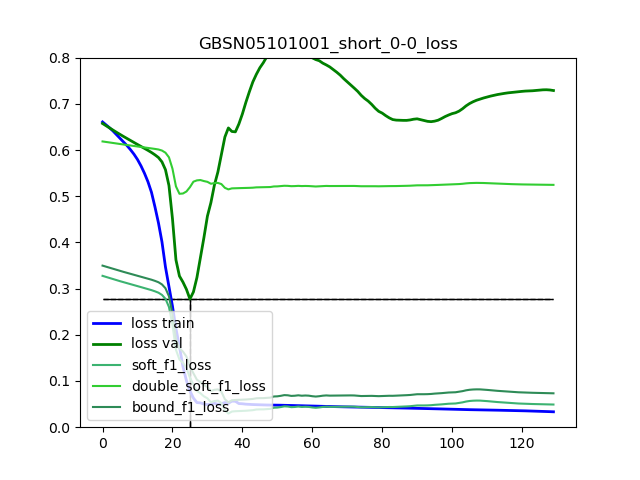 GBSN05101001_short_0-0_loss
0.8
0.7
0.6
0.5
0.4
0.3
0.2
0.1
0.0
loss train
loss val
soft_f1_loss
double_soft_f1_loss
bound_f1_loss
0 20 40 60 80 100 120